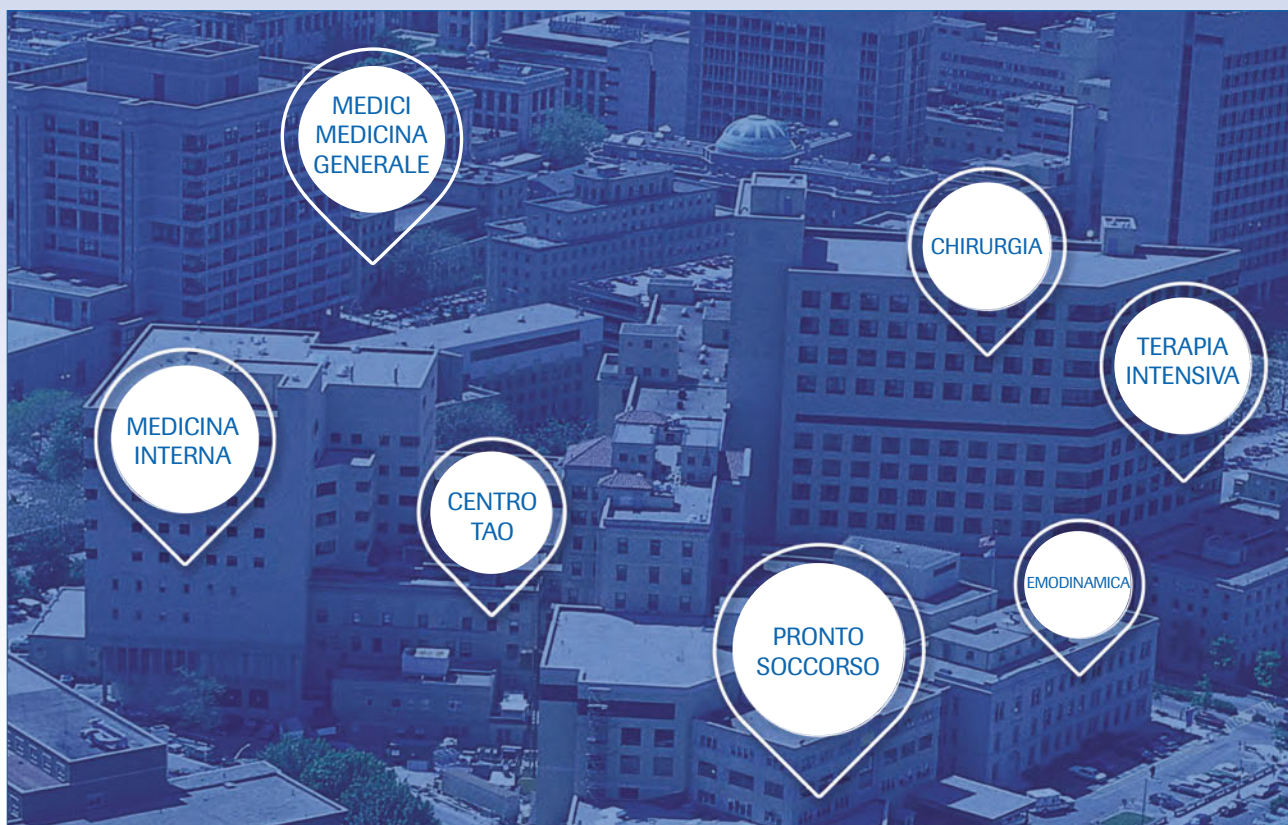 MEDICI
MEDICINA
GENERALE
CHIRURGIA
TERAPIA
INTENSIVA
MEDICINA
INTERNA
CENTRO
TAO
EMODINAMICA
PRONTO
SOCCORSO